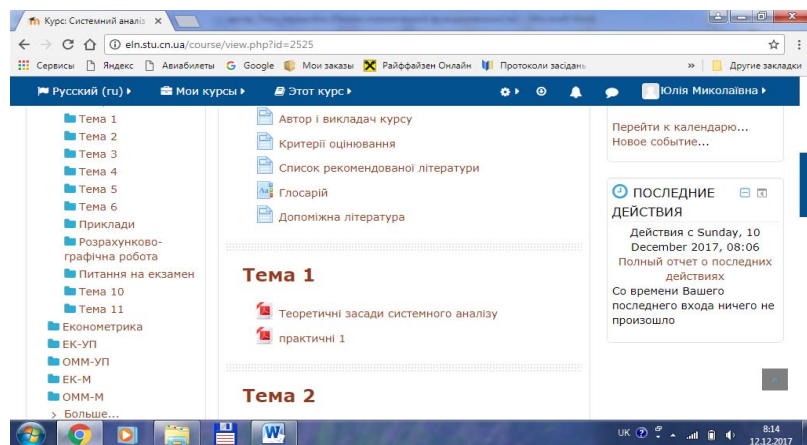 Курс: Системний аналіз
eln.stu.cn.ua/course/view.php?id=2525
Сервисы Яндекс Авиабилеты G Google Мои заказы Райффайзен Онлайн Протоколи засідань » Другие закладки
Русский (ru) Мои курсы Этот курс Юлія Миколаївна
Тема 1
Тема 2
Тема 3
Тема 4
Тема 5
Тема 6
Приклади
Розрахунково-
графічна робота
Питання на екзамен
Тема 10
Тема 11
Економетрика
ЕК-УП
ОММ-УП
ЕК-М
ОММ-М
> Больше...
Автор і викладач курсу
Критерії оцінювання
Список рекомендованої літератури
Глосарій
Допоміжна література
Тема 1
Теоретичні засади системного аналізу
практичні 1
Тема 2
Перейти к календарю...
Новое событие...
ПОСЛЕДНИЕ
ДЕЙСТВИЯ
Действия с Sunday, 10
December 2017, 08:06
Полный отчет о последних
действиях
Со времени Вашего
последнего входа ничего не
произошло
UK 8:14
12.12.2017